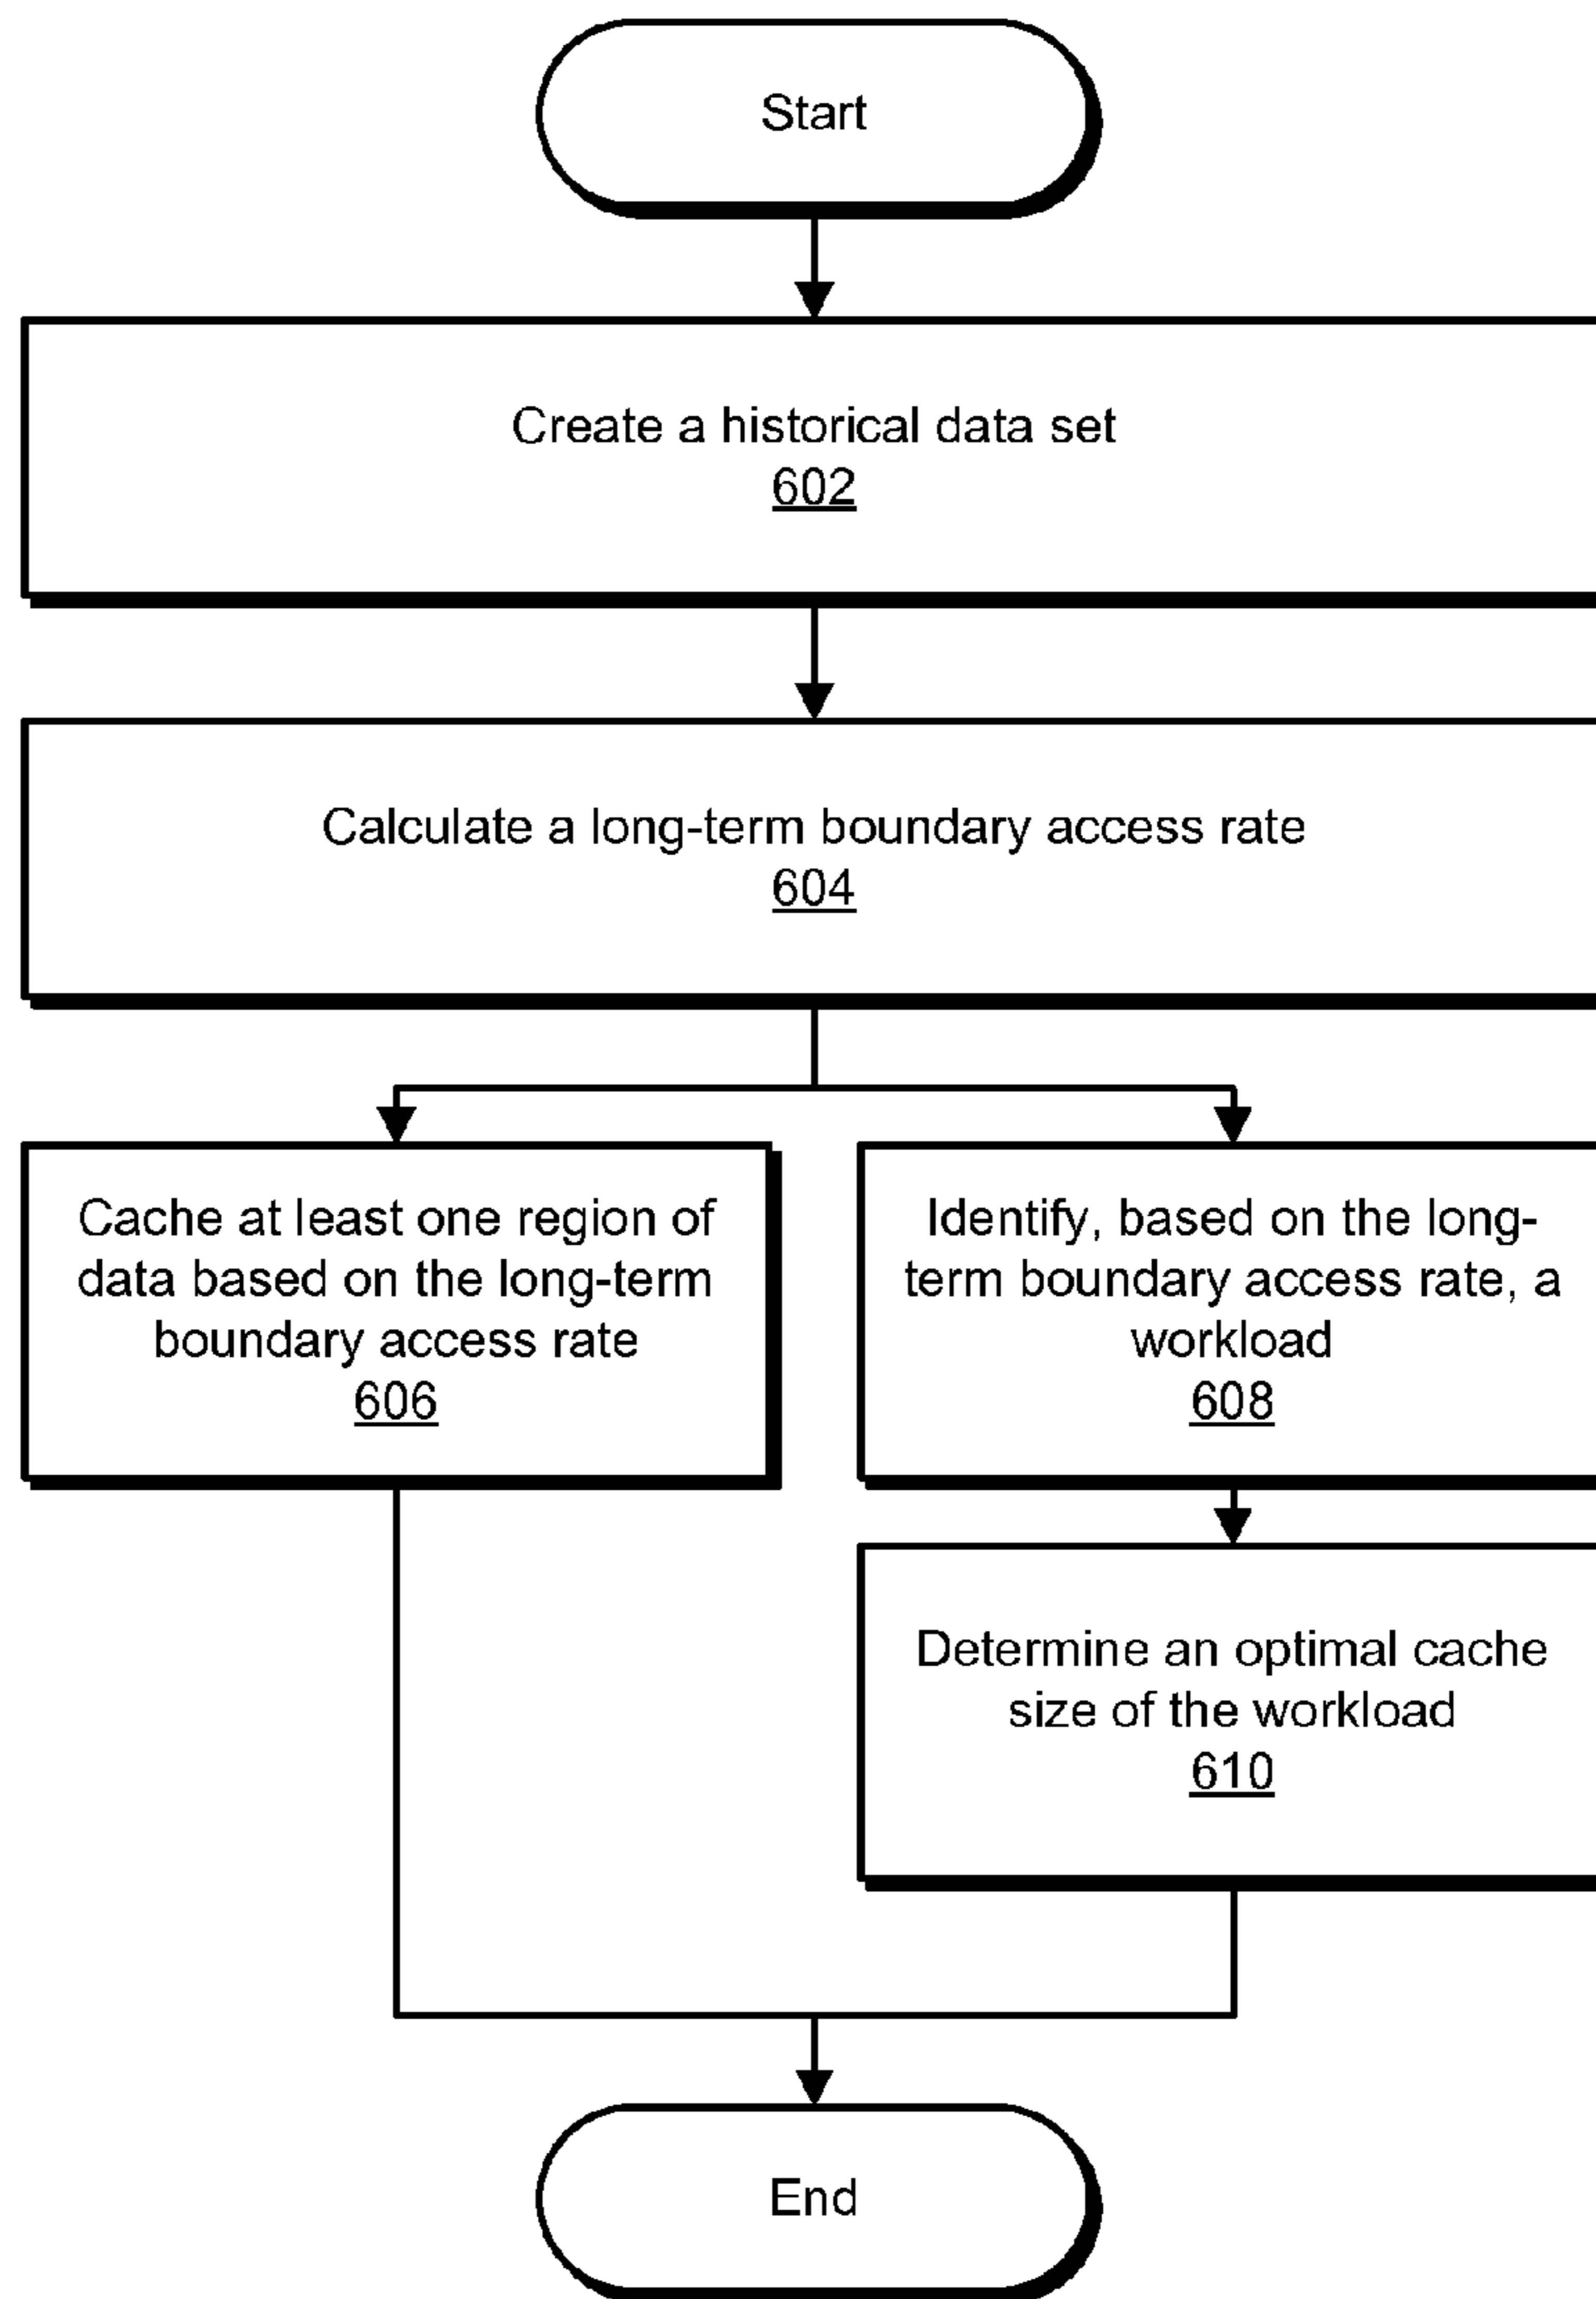 Start
Create a historical data set
602
Calculate a long-term boundary access rate
604
Cache at least one region of
data based on the long-term
boundary access rate
606
Identify, based on the long-
term boundary access rate, a
workload
608
Determine an optimal cache
size of the workload
610
End